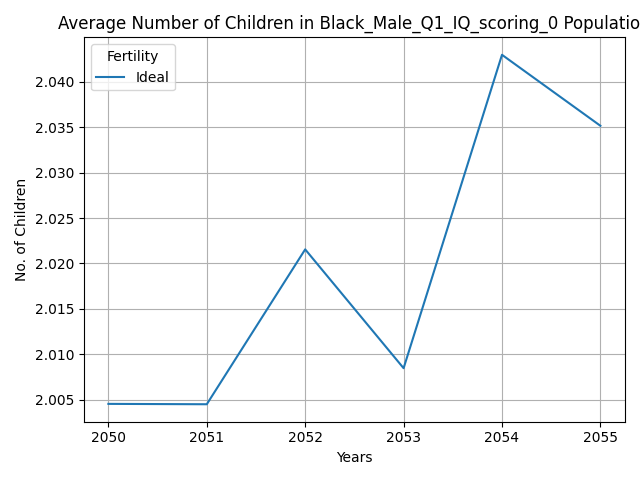 Average Number of Children in Black_Male_Q1_IQ_scoring_0 Populatio
Fertility
Ideal
2.040
2.035
2.030
2.025
2.020
2.015
2.010
2.005
No. of Children
2050 2051 2052 2053 2054 2055
Years